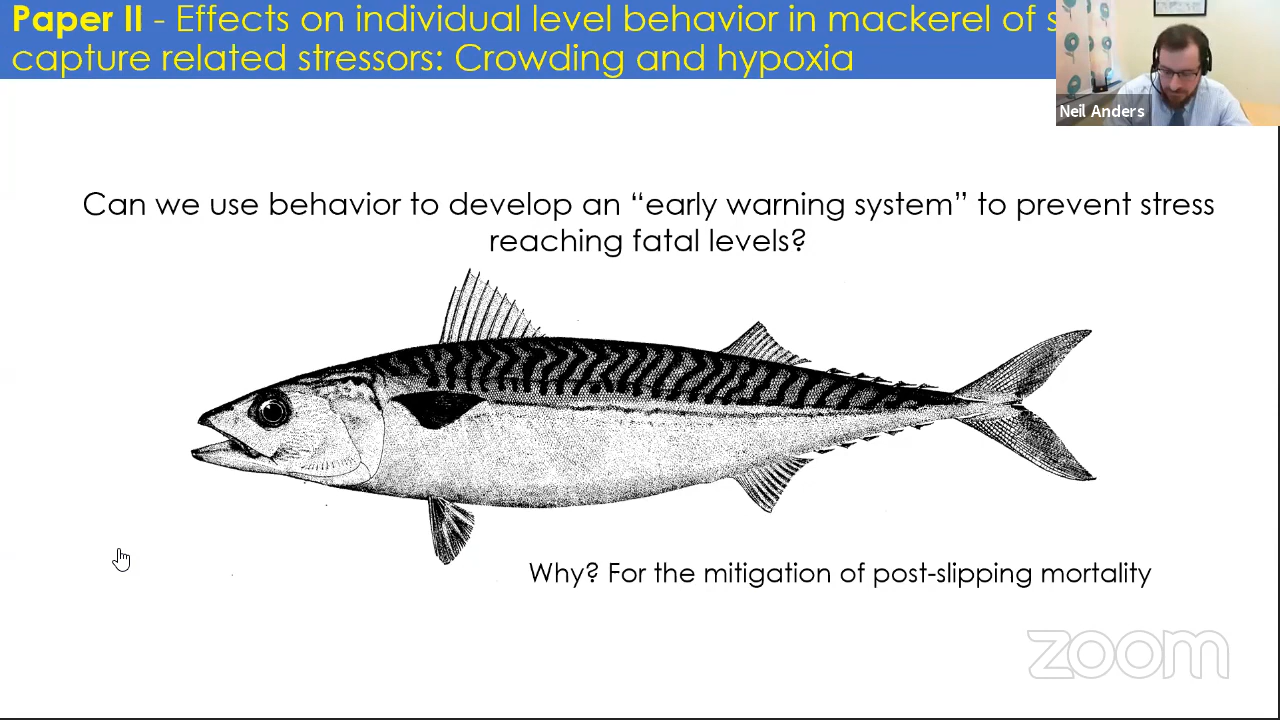 Paper II - Effects on individual level behavior in mackerel of s
capture related stressors: Crowding and hypoxia
Neil Anders
Can we use behavior to develop an “early warning system” to prevent stress
reaching fatal levels?
Why? For the mitigation of post-slipping mortality
zoom